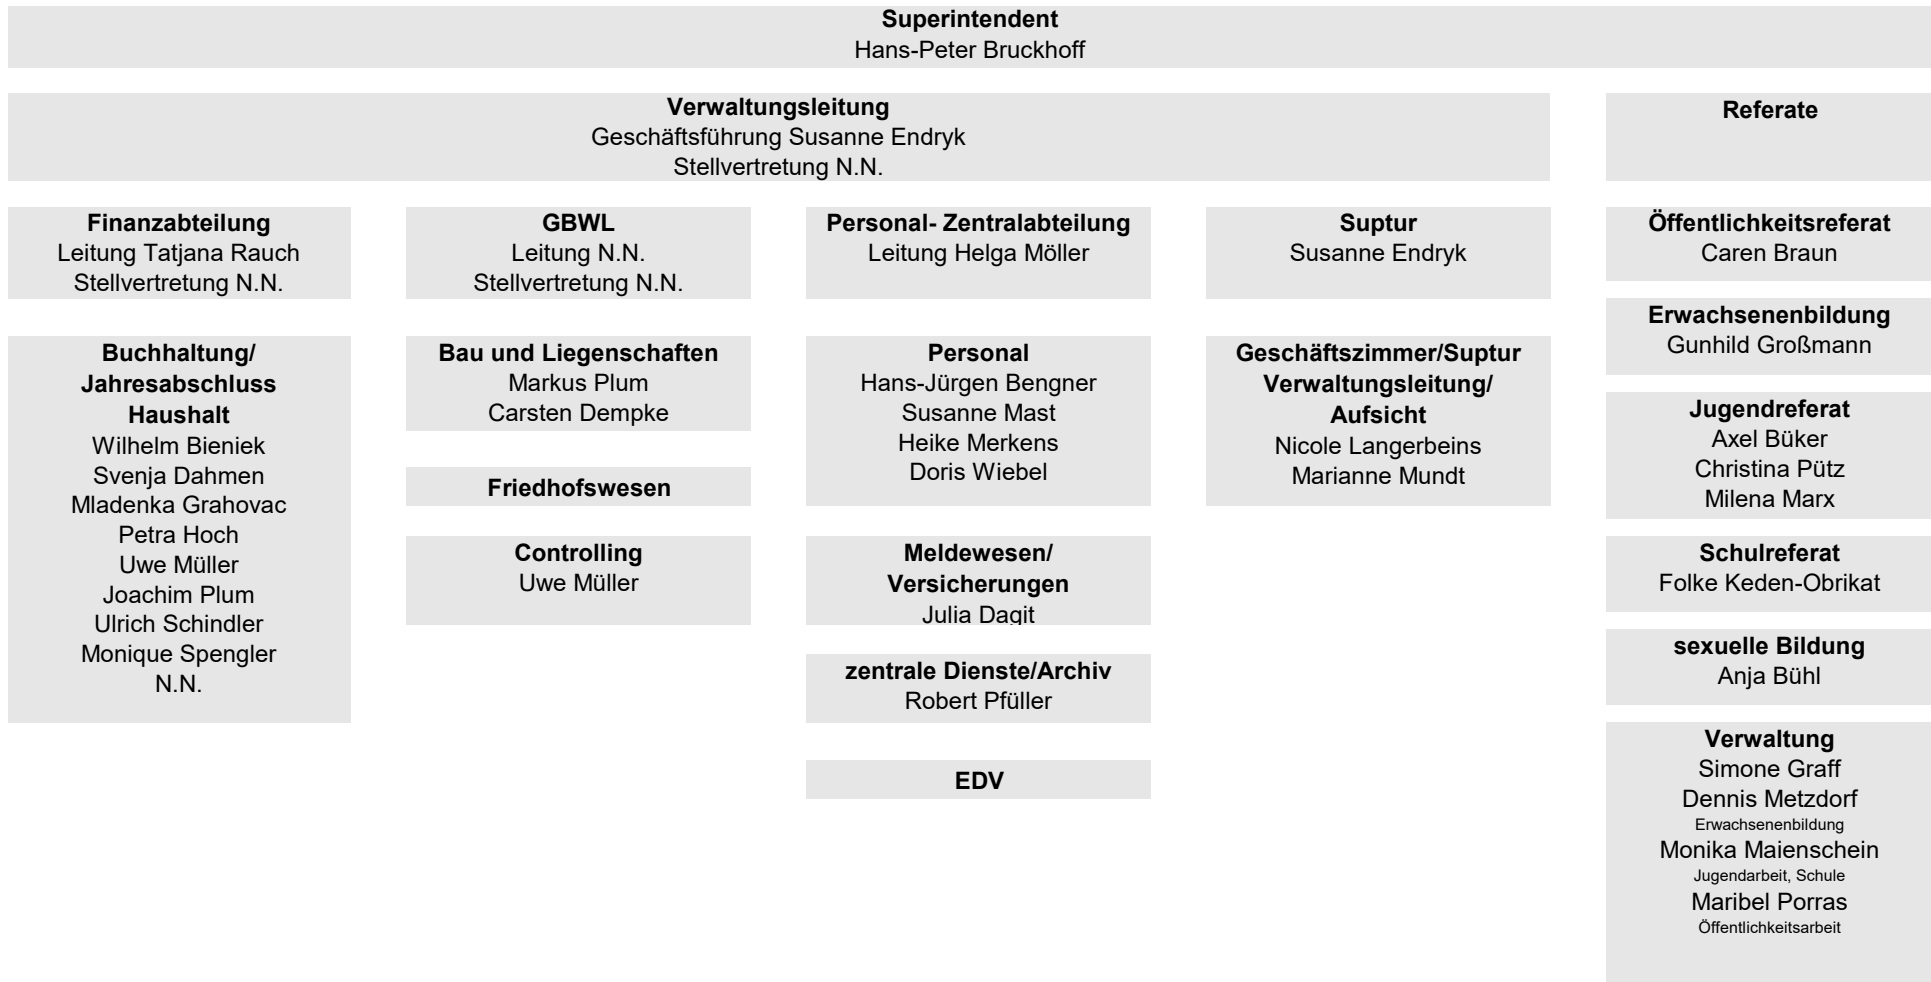 Superintendent
Hans-Peter Bruckhoff
Verwaltungsleitung
Geschäftsführung Susanne Endryk
Stellvertretung N.N.
Referate
Finanzabteilung
Leitung Tatjana Rauch
Stellvertretung N.N.
GBWL
Leitung N.N.
Stellvertretung N.N.
Personal- Zentralabteilung
Leitung Helga Möller
Suptur
Susanne Endryk
Öffentlichkeitsreferat
Caren Braun
Erwachsenenbildung
Gunhild Großmann
Buchhaltung/
Jahresabschluss
Haushalt
Wilhelm Bieniek
Svenja Dahmen
Mladenka Grahovac
Petra Hoch
Uwe Müller
Joachim Plum
Ulrich Schindler
Monique Spengler
N.N.
Bau und Liegenschaften
Markus Plum
Carsten Dempke
Friedhofswesen
Controlling
Uwe Müller
Personal
Hans-Jürgen Bengner
Susanne Mast
Heike Merkens
Doris Wiebel
Meldewesen/
Versicherungen
Julia Dagit
zentrale Dienste/Archiv
Robert Pfüller
EDV
Geschäftszimmer/Suptur
Verwaltungsleitung/
Aufsicht
Nicole Langerbeins
Marianne Mundt
Jugendreferat
Axel Büker
Christina Pütz
Milena Marx
Schulreferat
Folke Keden-Obrikat
sexuelle Bildung
Anja Bühl
Verwaltung
Simone Graff
Dennis Metzdorf
Erwachsenenbildung
Monika Maienschein
Jugendarbeit, Schule
Maribel Porras
Öffentlichkeitsarbeit